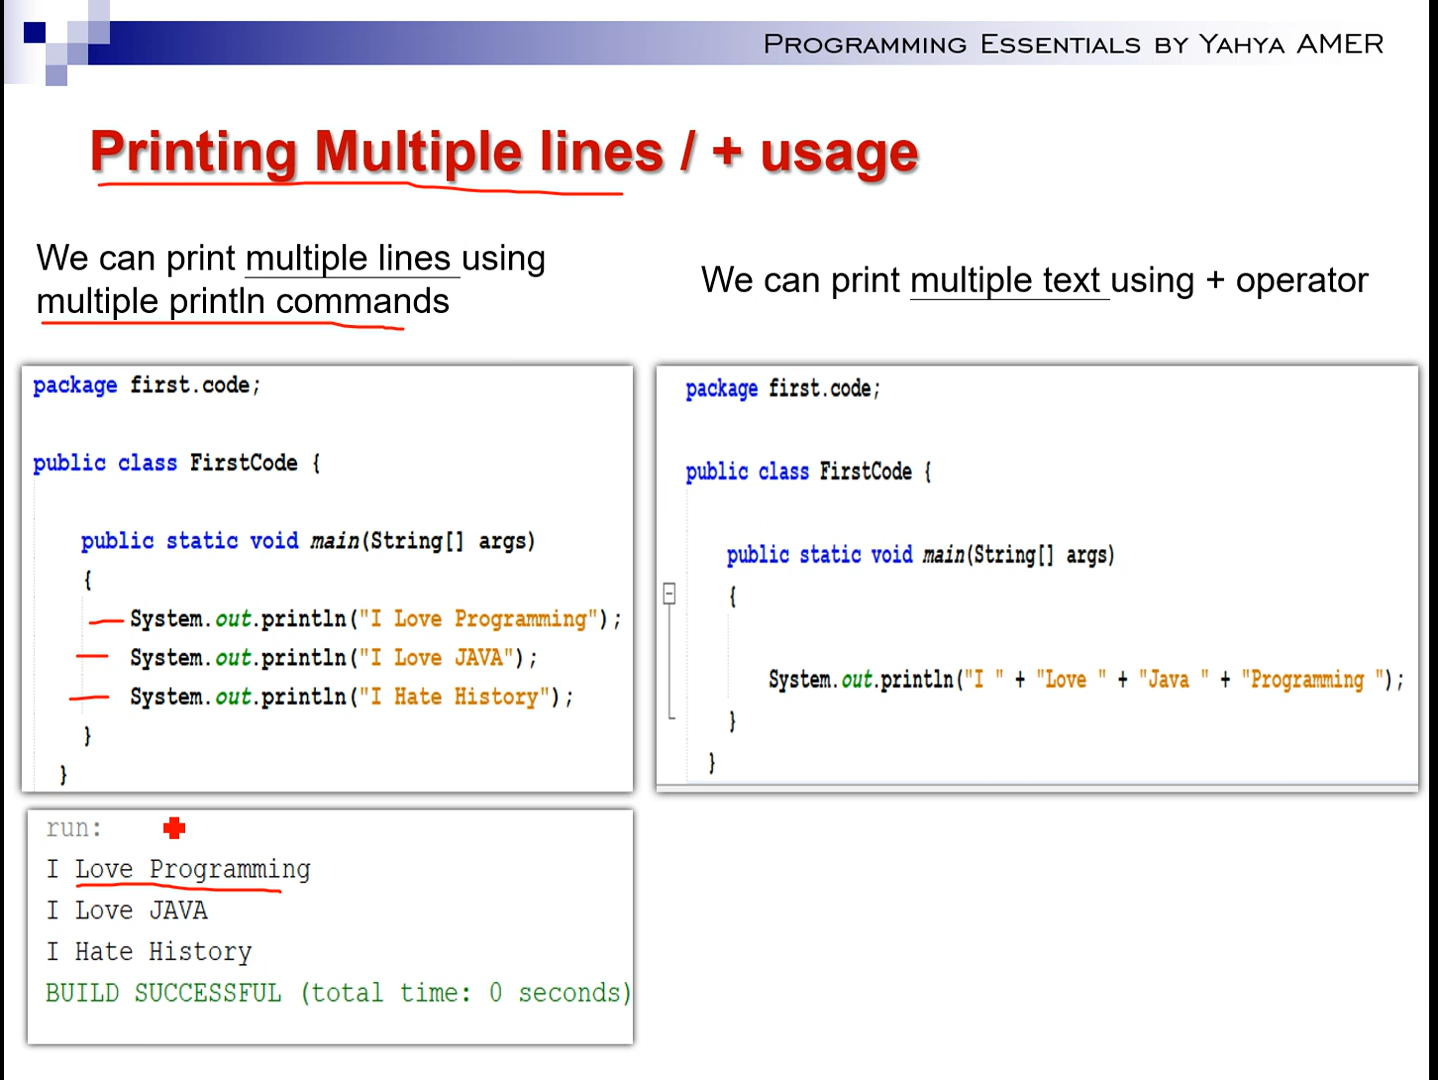 PROGRAMMING ESSENTIALS BY YAHYA AMER
Printing Multiple lines / + usage
We can print multiple lines using
multiple println commands
package first.code;
public class FirstCode {
public static void main(String[] args)
{
System.out.println("I Love Programming");
System.out.println("I Love JAVA");
System.out.println("I Hate History");
}
}
run:
I Love Programming
I Love JAVA
I Hate History
BUILD SUCCESSFUL (total time: 0 seconds)
We can print multiple text using + operator
package first.code;
public class FirstCode {
public static void main(String[] args)
{
System.out.println("I " + "Love " + "Java " + "Programming ");
}
}